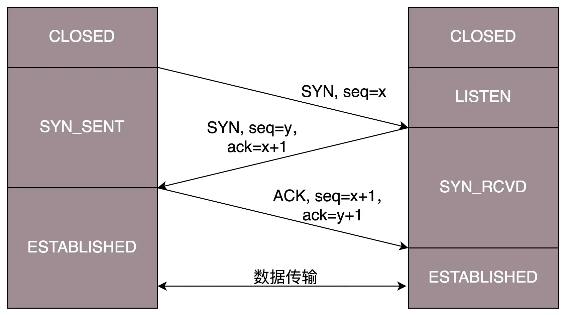 CLOSED
CLOSED
SYN, seq=x
LISTEN
SYN_SENT
SYN, seq=y,
ack=x+1
SYN_RCVD
ACK, seq=x+1,
ack=y+1
ESTABLISHED
数据传输
ESTABLISHED